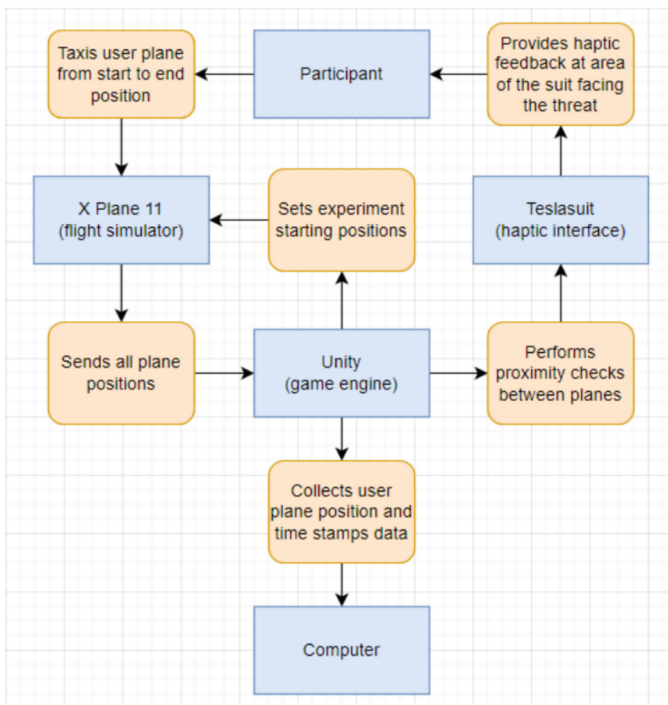 Taxis user plane
from start to end
position
Participant
Provides haptic
feedback at area
of the suit facing
the threat
X Plane 11
(flight simulator)
Sets experiment
starting positions
Teslasuit
(haptic interface)
Sends all plane
positions
Unity
(game engine)
Performs
proximity checks
between planes
Collects user
plane position and
time stamps data
Computer